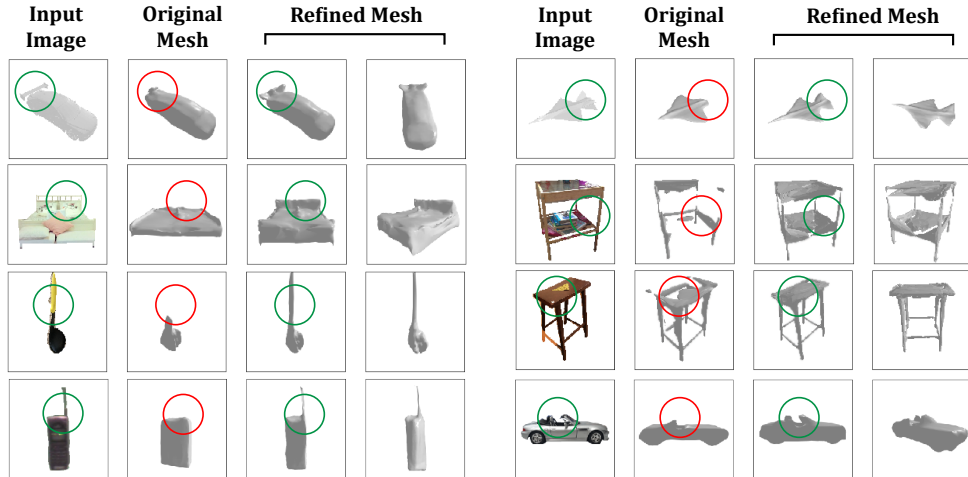 Input
Image
Original
Mesh
Refined Mesh
Input
Image
Original
Mesh
Refined Mesh